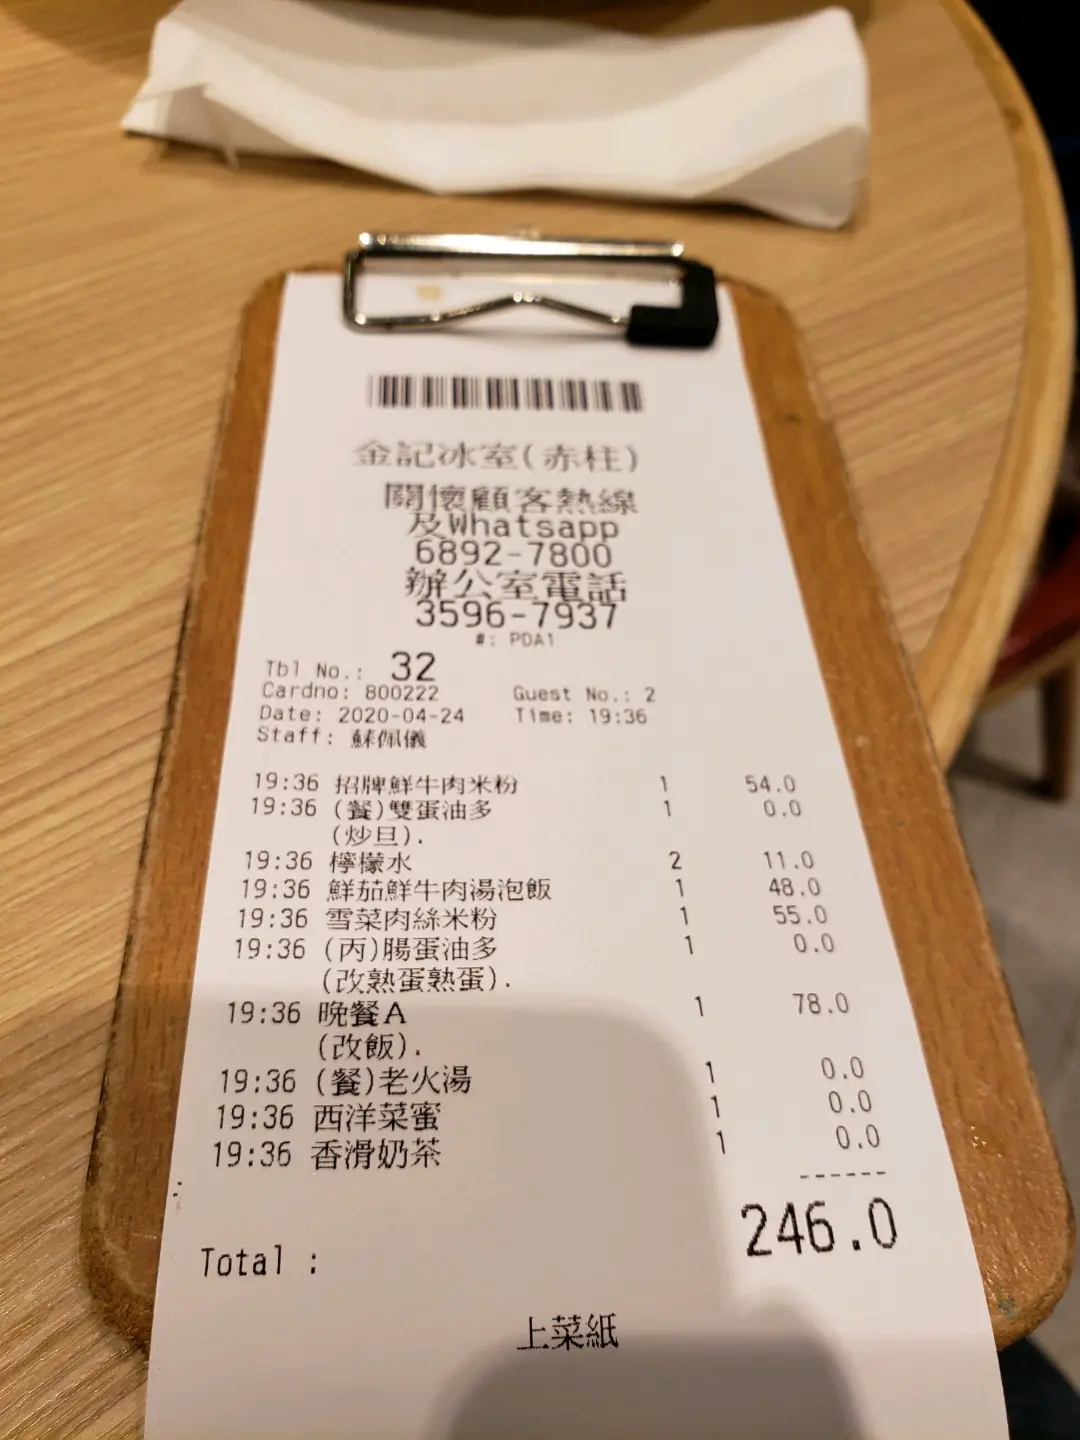 金記冰室(赤柱)
關懷顧客熱線
及Whatsapp
6892-7800
辦公室電話
3596-7937
#: PDA1
Tbl No.: 32
Cardno: 800222 Guest No.: 2
Date: 2020-04-24 Time: 19:36
Staff: 蘇佩儀
19:36 招牌鮮牛肉米粉 1 54.0
19:36 (餐)雙蛋油多 1 0.0
(炒旦).
19:36 檸檬水 2 11.0
19:36 鮮茄鮮牛肉湯泡飯 1 48.0
19:36 雪菜肉絲米粉 1 55.0
19:36 (丙)腸蛋油多 1 0.0
(改熟蛋熟蛋).
19:36 晚餐A 1 78.0
(改飯).
19:36 (餐)老火湯 1 0.0
19:36 西洋菜蜜 1 0.0
19:36 香滑奶茶 1 0.0
------
Total : 246.0
上菜紙